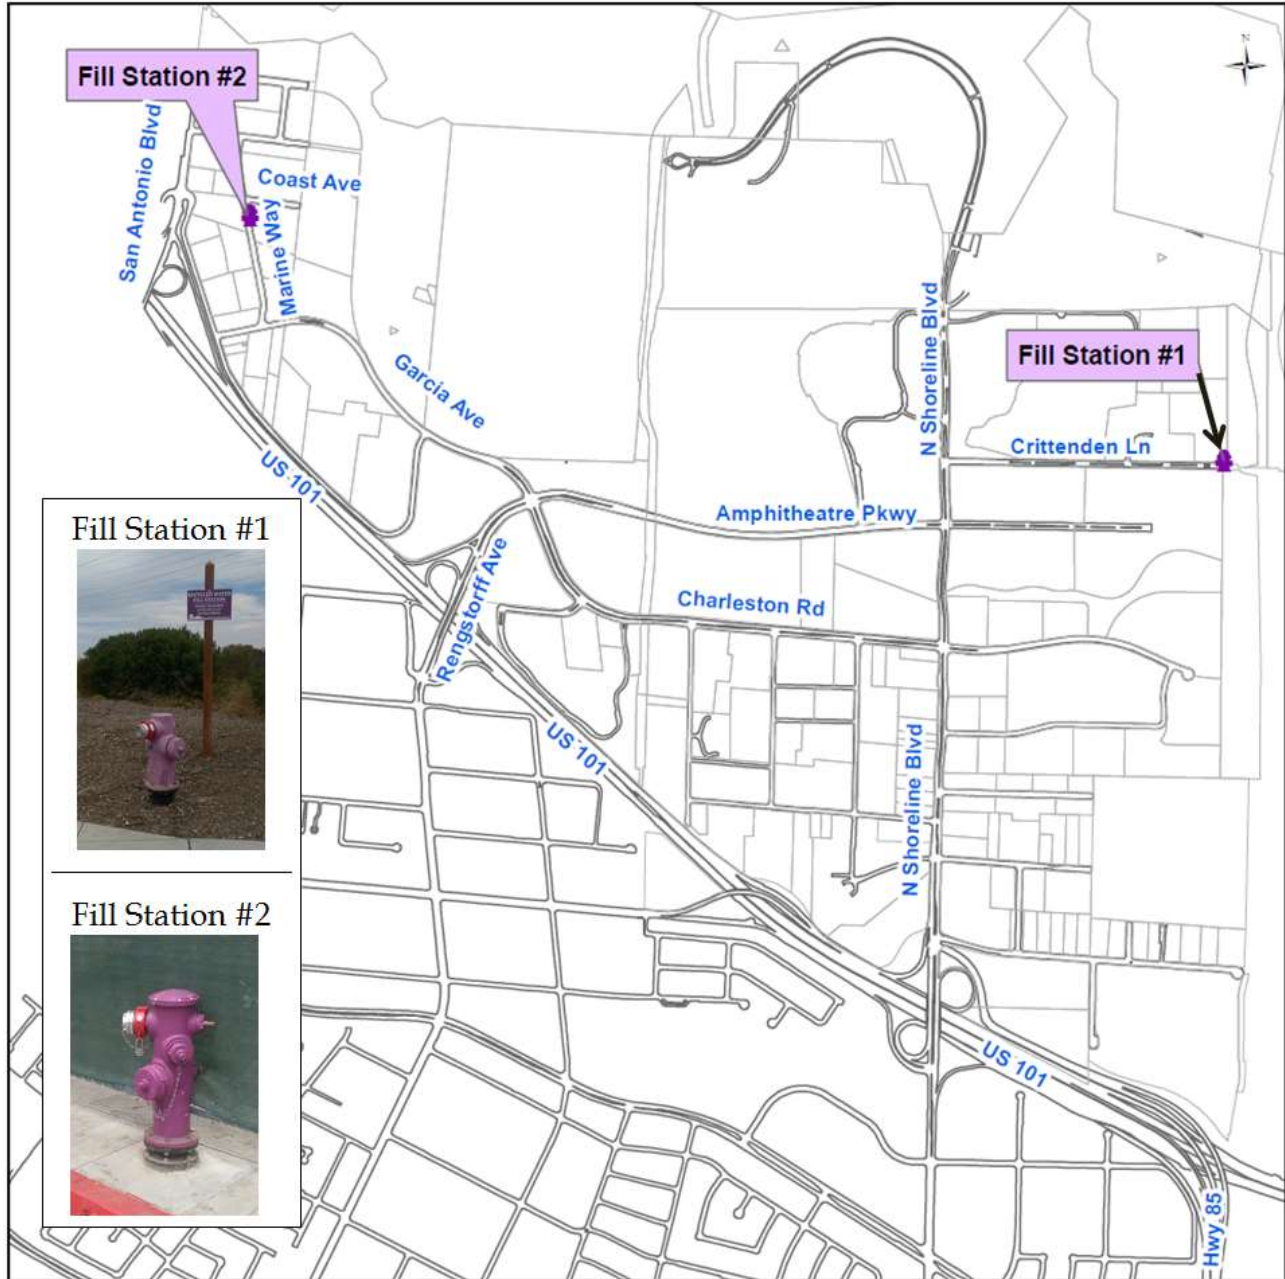 N
Fill Station #2
San Antonio Blvd
Coast Ave
Marine Way
N Shoreline Blvd
Fill Station #1
Garcia Ave
Crittenden Ln
US 101
Amphitheatre Pkwy
Fill Station #1
Rengstorff Ave
Charleston Rd
US 101
N Shoreline Blvd
Fill Station #2
US 101
Hwy 85